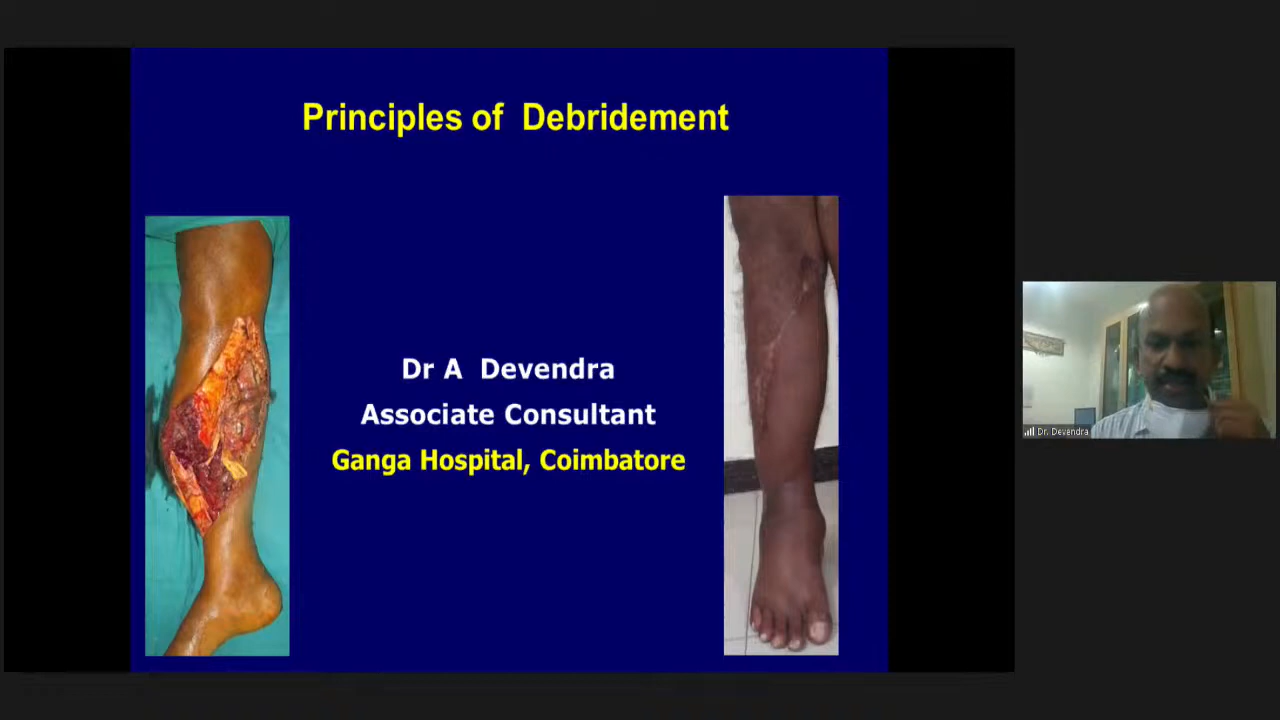 Principles of Debridement
Dr A Devendra
Associate Consultant
Ganga Hospital, Coimbatore
Dr. Devendra